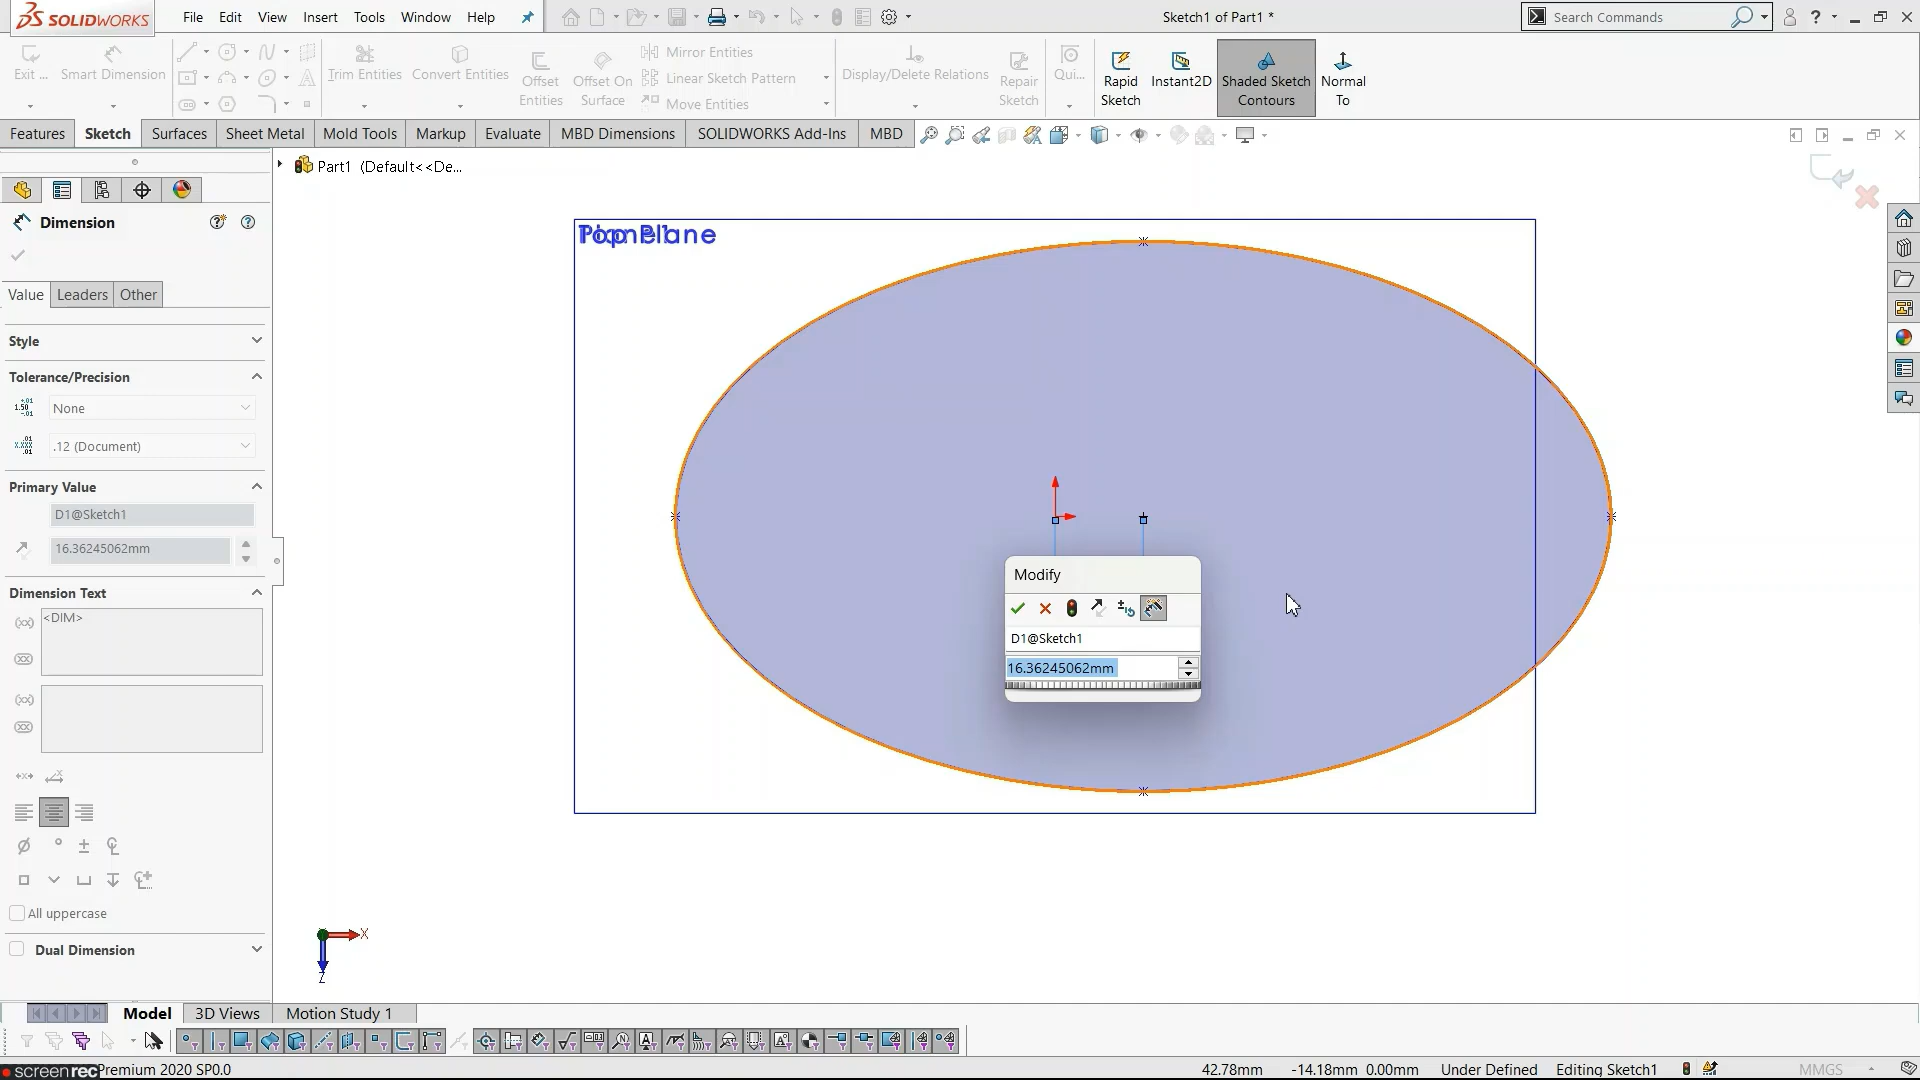 SOLIDWORKS File Edit View Insert Tools Window Help Sketch1 of Part1 * Search Commands ?
Exit ... Smart Dimension Trim Entities Convert Entities Offset Entities Offset On Surface Mirror Entities Linear Sketch Pattern Move Entities Display/Delete Relations Repair Sketch Qui... Rapid Sketch Instant2D Shaded Sketch Contours Normal To
Features Sketch Surfaces Sheet Metal Mold Tools Markup Evaluate MBD Dimensions SOLIDWORKS Add-Ins MBD
Part1 (Default<<De...
Dimension
Value Leaders Other
Style
Tolerance/Precision
None
.12 (Document)
Primary Value
D1@Sketch1
16.36245062mm
Dimension Text
<DIM>
All uppercase
Dual Dimension
Top Plane
Modify
D1@Sketch1
16.36245062mm
X
Z
Model 3D Views Motion Study 1
screenrec Premium 2020 SP0.0 42.78mm -14.18mm 0.00mm Under Defined Editing Sketch1 MMGS